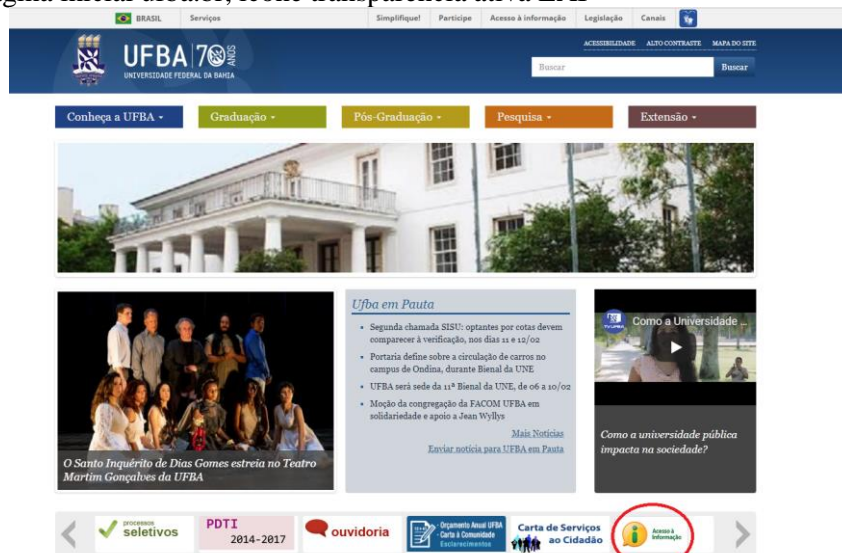 BRASIL Serviços Simplifique! Participe Acesso à informação Legislação Canais
ACESSIBILIDADE ALTO CONTRASTE MAPA DO SITE
UFBA 70 ANOS
UNIVERSIDADE FEDERAL DA BAHIA
Buscar Buscar
Conheça a UFBA Graduação Pós-Graduação Pesquisa Extensão
O Santo Inquérito de Dias Gomes estreia no Teatro
Martim Gonçalves da UFBA
Ufba em Pauta
Segunda chamada SISU: optantes por cotas devem
comparecer à verificação, nos dias 11 e 12/02
Portaria define sobre a circulação de carros no
campus de Ondina, durante Bienal da UNE
UFBA será sede da 11ª Bienal da UNE, de 06 a 10/02
Moção da congregação da FACOM UFBA em
solidariedade e apoio a Jean Wyllys
Mais Notícias
Enviar notícia para UFBA em Pauta
TV UFBA
Como a Universidade ...
Como a universidade pública
impacta na sociedade?
processos
seletivos
PDTI
2014-2017
ouvidoria
- Orçamento Anual UFBA
- Carta à Comunidade
Esclarecimentos
Carta de Serviços
ao Cidadão
Acesso à
Informação